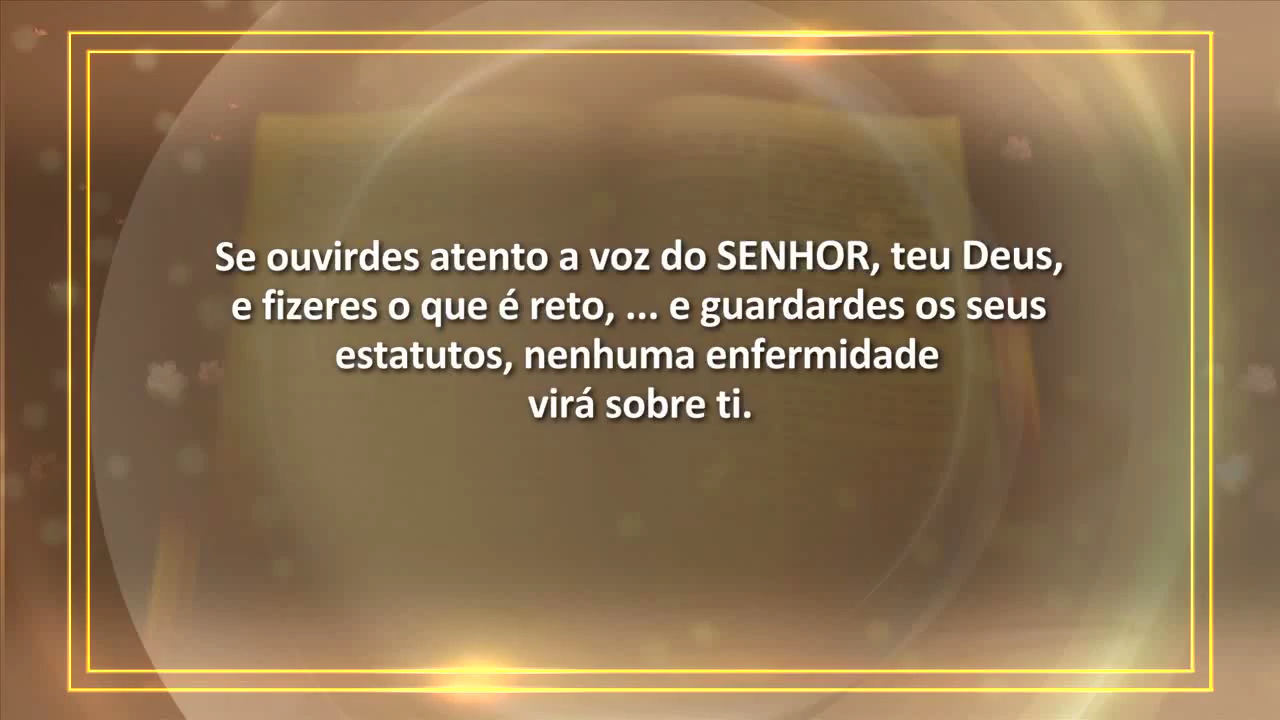 Se ouvirdes atento a voz do SENHOR, teu Deus,
e fizeres o que é reto, ... e guardardes os seus
estatutos, nenhuma enfermidade
virá sobre ti.